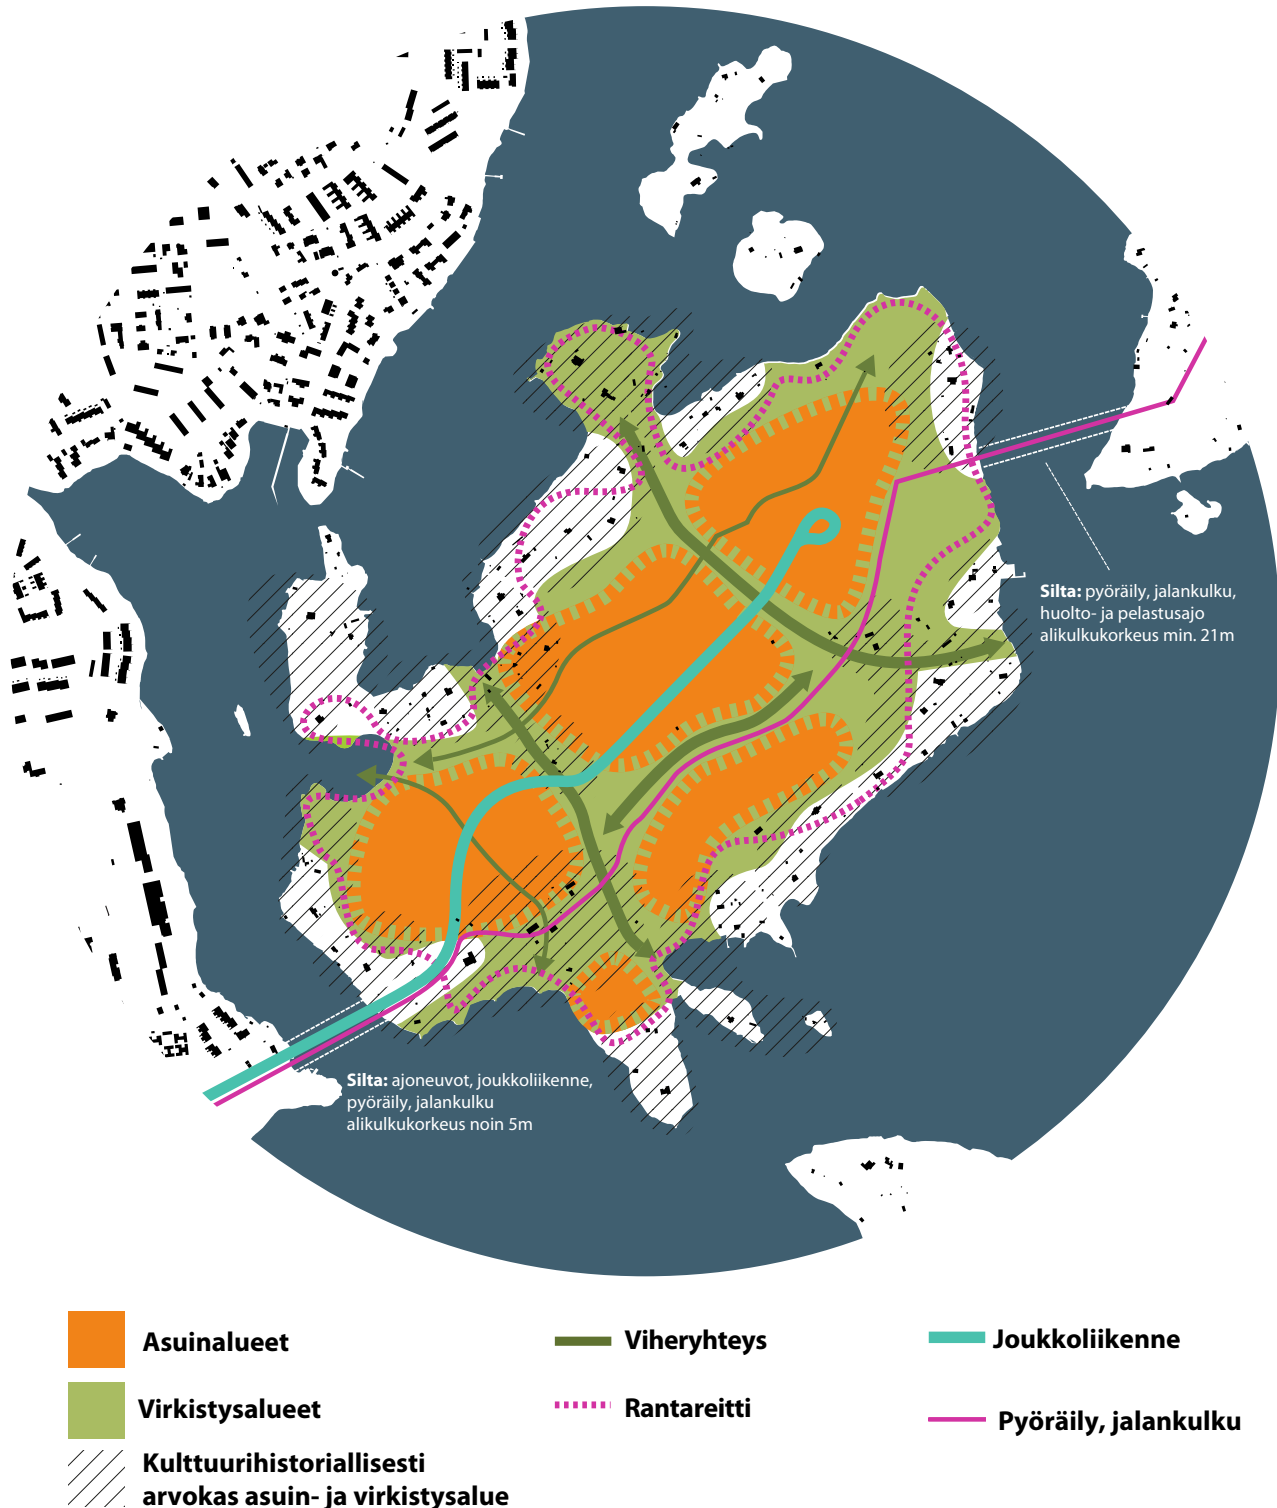 Silta: pyöräily, jalankulku,
huolto- ja pelastusajo
alikulkukorkeus min. 21m
Silta: ajoneuvot, joukkoliikenne,
pyöräily, jalankulku
alikulkukorkeus noin 5m
Asuinalueet
Viheryhteys
Joukkoliikenne
Virkistysalueet
Rantareitti
Pyöräily, jalankulku
Kulttuurihistoriallisesti
arvokas asuin- ja virkistysalue